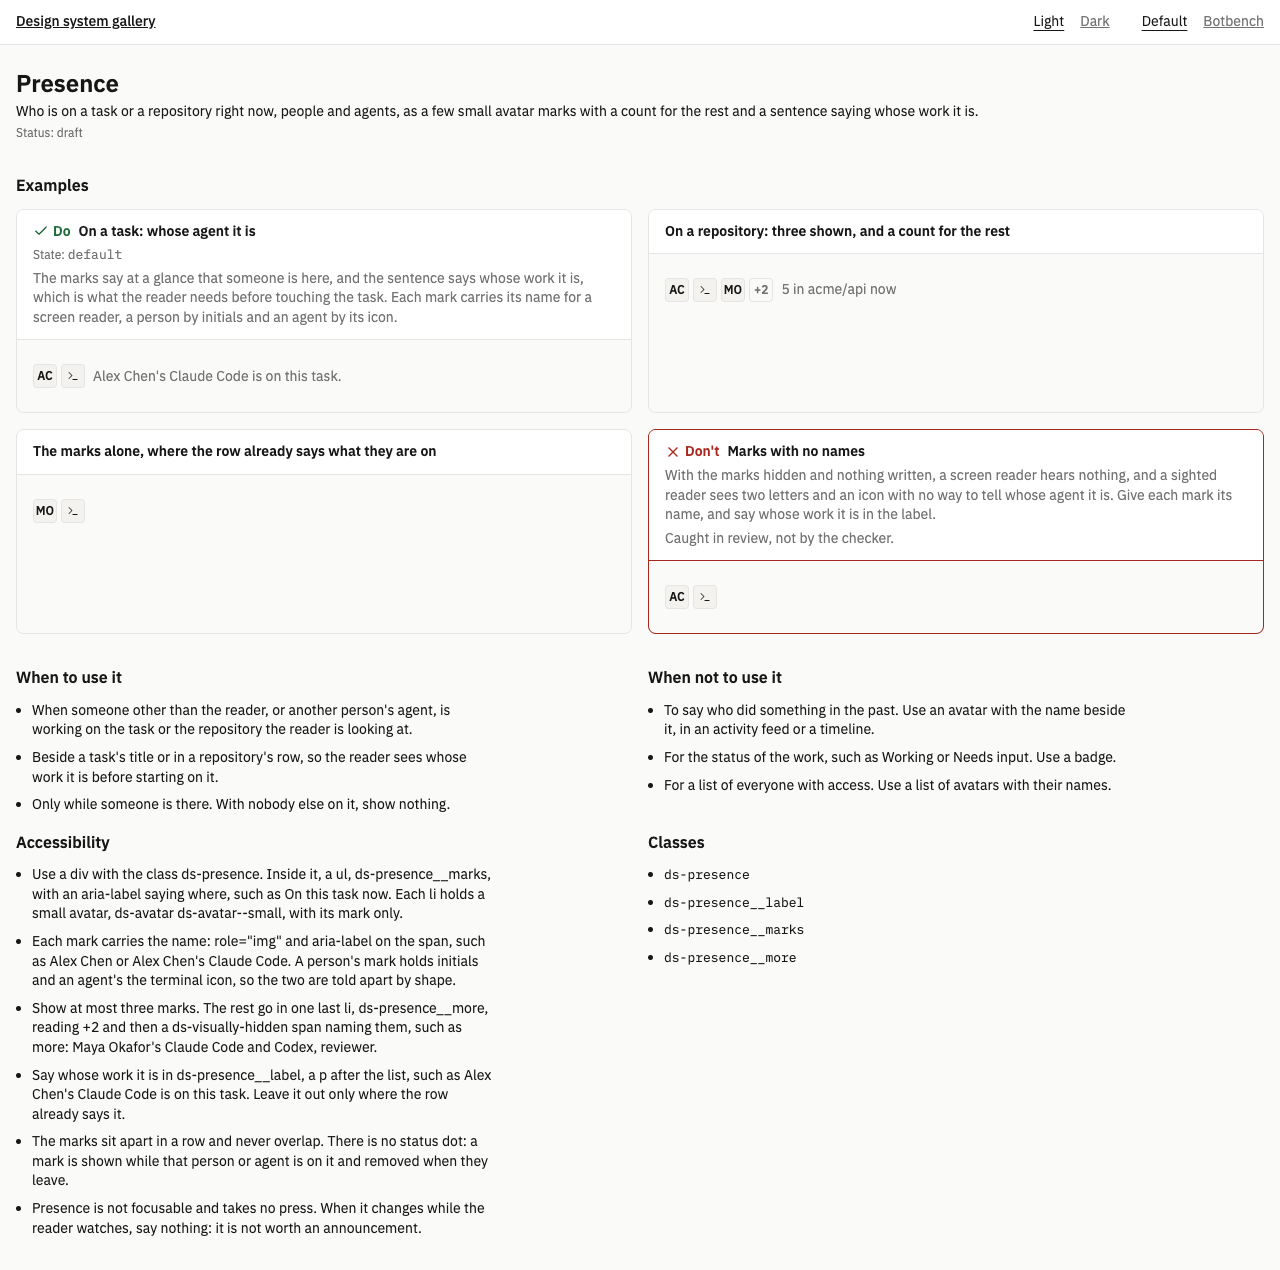 Design system gallery
Light Dark Default Botbench
Presence
Who is on a task or a repository right now, people and agents, as a few small avatar marks with a count for the rest and a sentence saying whose work it is.
Status: draft
Examples
Do On a task: whose agent it is
State: default
The marks say at a glance that someone is here, and the sentence says whose work it is,
which is what the reader needs before touching the task. Each mark carries its name for a
screen reader, a person by initials and an agent by its icon.
AC >_ Alex Chen's Claude Code is on this task.
On a repository: three shown, and a count for the rest
AC >_ MO +2 5 in acme/api now
The marks alone, where the row already says what they are on
MO >_
Don't Marks with no names
With the marks hidden and nothing written, a screen reader hears nothing, and a sighted
reader sees two letters and an icon with no way to tell whose agent it is. Give each mark its
name, and say whose work it is in the label.
Caught in review, not by the checker.
AC >_
When to use it
When someone other than the reader, or another person's agent, is
working on the task or the repository the reader is looking at.
Beside a task's title or in a repository's row, so the reader sees whose
work it is before starting on it.
Only while someone is there. With nobody else on it, show nothing.
When not to use it
To say who did something in the past. Use an avatar with the name beside
it, in an activity feed or a timeline.
For the status of the work, such as Working or Needs input. Use a badge.
For a list of everyone with access. Use a list of avatars with their names.
Accessibility
Use a div with the class ds-presence. Inside it, a ul, ds-presence__marks,
with an aria-label saying where, such as On this task now. Each li holds a
small avatar, ds-avatar ds-avatar--small, with its mark only.
Each mark carries the name: role="img" and aria-label on the span, such
as Alex Chen or Alex Chen's Claude Code. A person's mark holds initials
and an agent's the terminal icon, so the two are told apart by shape.
Show at most three marks. The rest go in one last li, ds-presence__more,
reading +2 and then a ds-visually-hidden span naming them, such as
more: Maya Okafor's Claude Code and Codex, reviewer.
Say whose work it is in ds-presence__label, a p after the list, such as Alex
Chen's Claude Code is on this task. Leave it out only where the row
already says it.
The marks sit apart in a row and never overlap. There is no status dot: a
mark is shown while that person or agent is on it and removed when they
leave.
Presence is not focusable and takes no press. When it changes while the
reader watches, say nothing: it is not worth an announcement.
Classes
ds-presence
ds-presence__label
ds-presence__marks
ds-presence__more